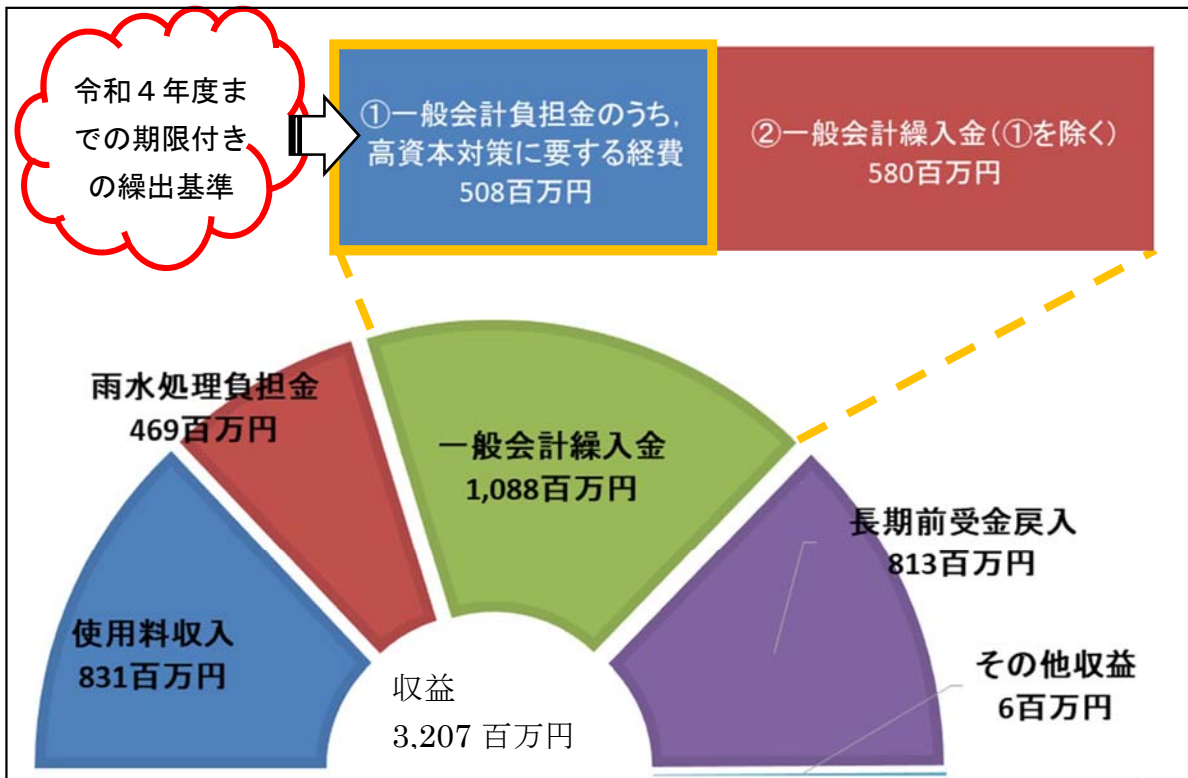 令和４年度ま
での期限付き
の繰出基準
①一般会計負担金のうち,
高資本対策に要する経費
508百万円
②一般会計繰入金(①を除く)
580百万円
雨水処理負担金
469百万円
一般会計繰入金
1,088百万円
長期前受金戻入
813百万円
使用料収入
831百万円
その他収益
6百万円
収益
3,207 百万円